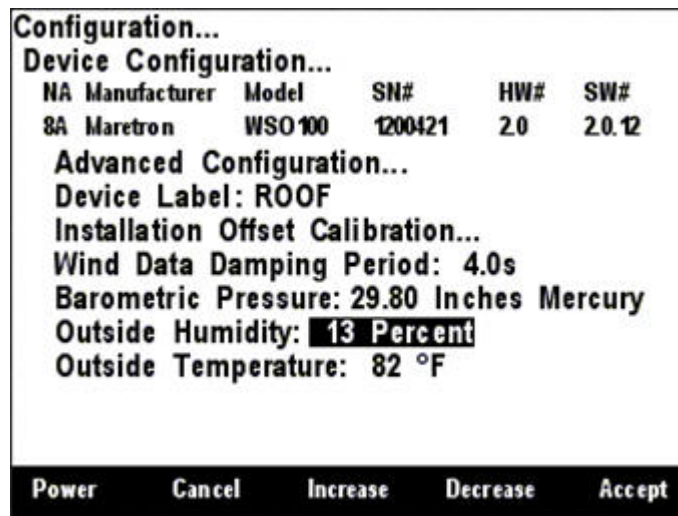 Configuration...
Device Configuration...
NA Manufacturer Model SN# HW# SW#
8A Maretron WSO100 1200421 2.0 2.0.12
Advanced Configuration...
Device Label: ROOF
Installation Offset Calibration...
Wind Data Damping Period: 4.0s
Barometric Pressure: 29.80 Inches Mercury
Outside Humidity: 13 Percent
Outside Temperature: 82 °F
Power Cancel Increase Decrease Accept